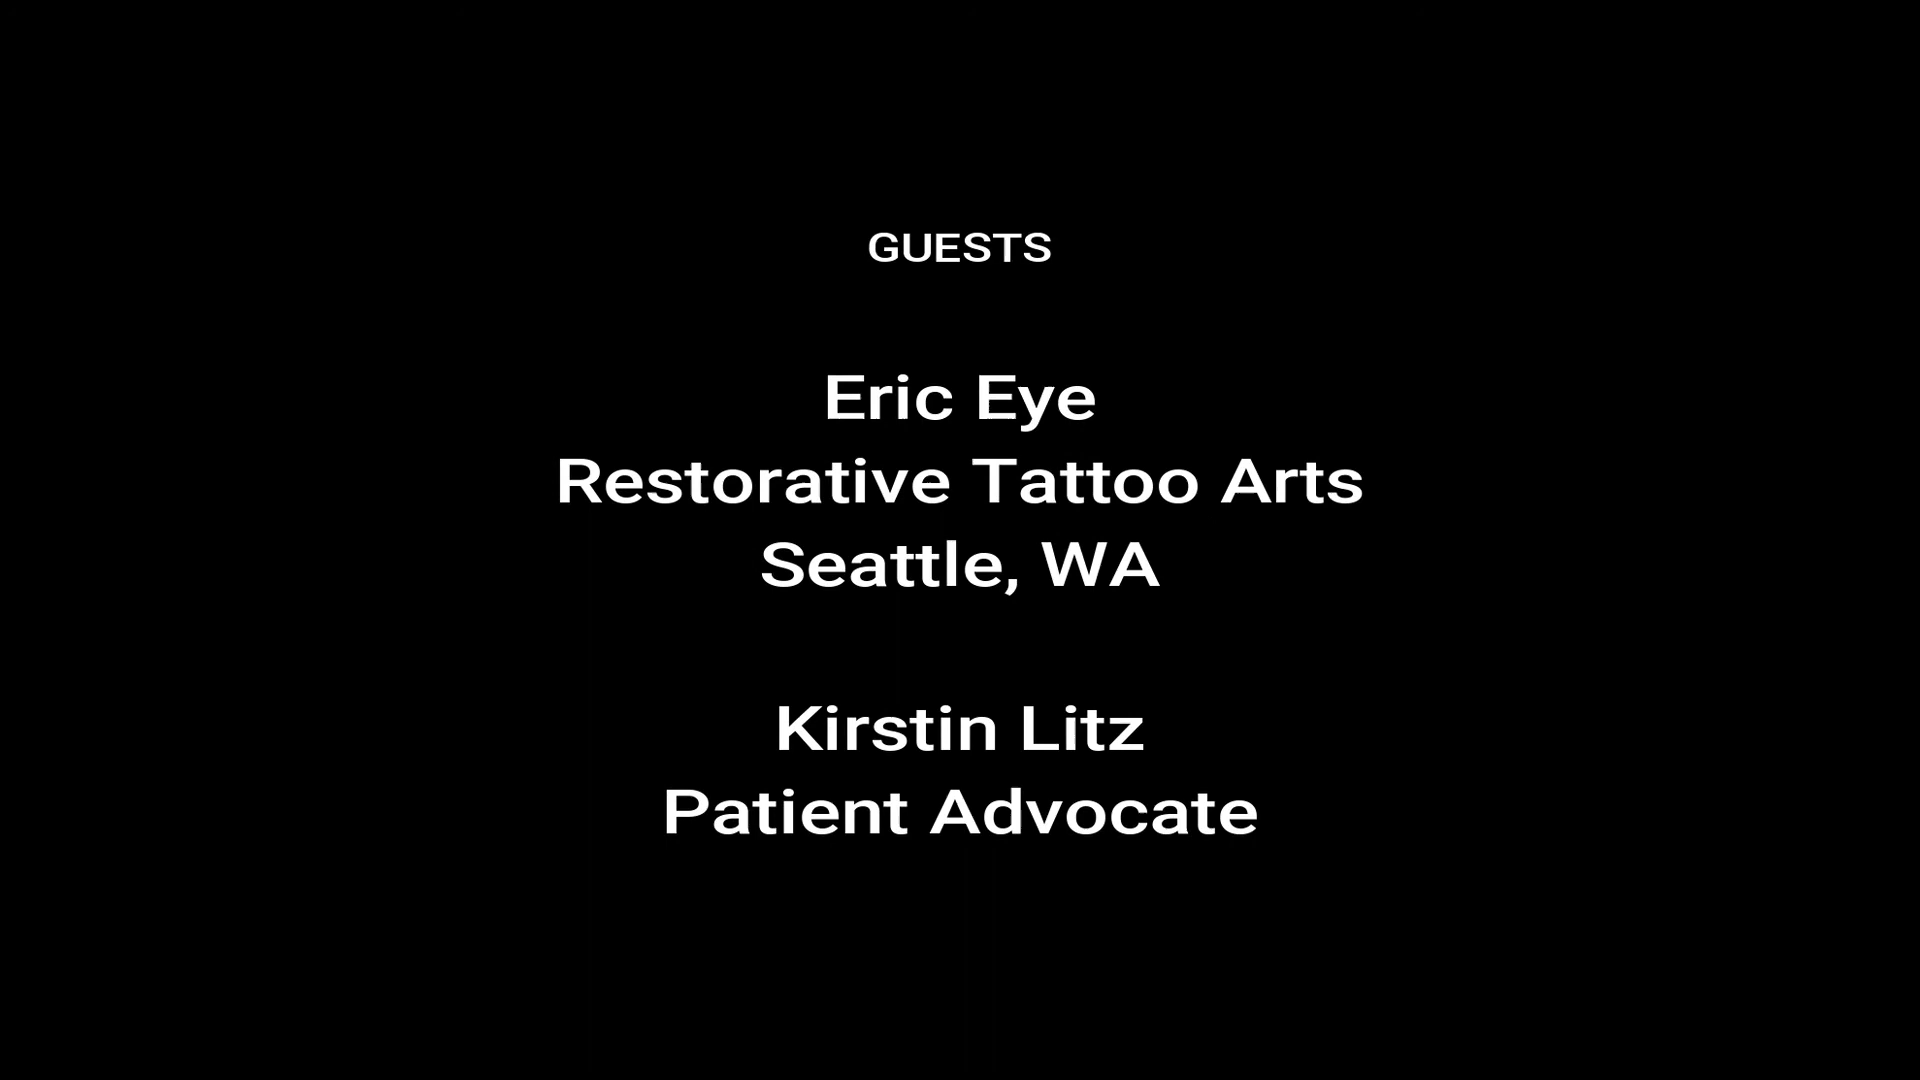 GUESTS
Eric Eye
Restorative Tattoo Arts
Seattle, WA
Kirstin Litz
Patient Advocate